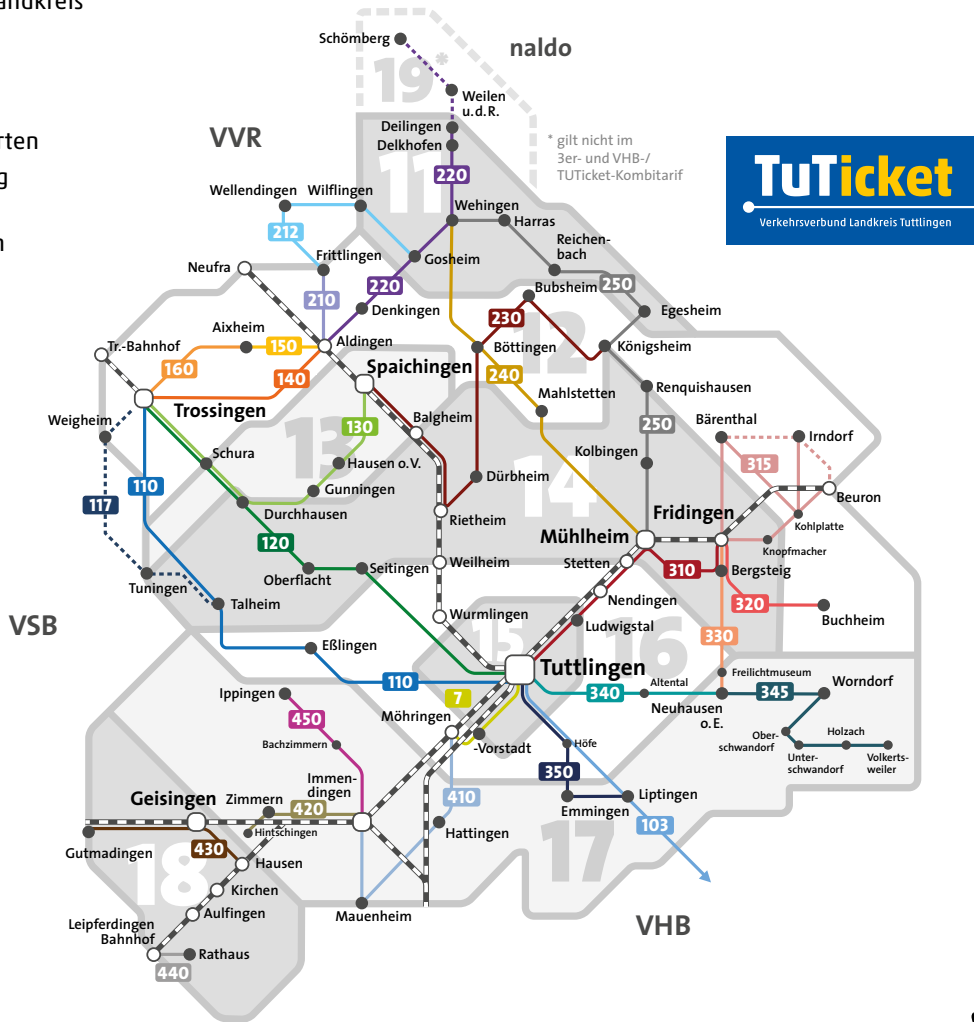 andkreis
rten
g
n
Schömberg
naldo
19*
Weilen
u.d.R.
VVR
Deilingen
Delkhofen
* gilt nicht im
3er- und VHB-/
TUTicket-Kombitarif
TuTicket
Verkehrsverbund Landkreis Tuttlingen
11
220
Wellendingen
Wilflingen
Wehingen
Harras
212
Reichen-
bach
Frittlingen
Gosheim
Neufra
250
220
Bubsheim
210
Denkingen
230
Egesheim
12
Aixheim
150
Aldingen
Tr.-Bahnhof
Böttingen
Königsheim
160
140
Spaichingen
240
Mahlstetten
Renquishausen
Trossingen
Balgheim
Weigheim
130
250
Bärenthal
Irndorf
13
Schura
Hausen o.V.
Kolbingen
315
110
Gunningen
Dürbheim
14
Beuron
117
Durchhausen
Rietheim
Fridingen
Kohlplatte
120
Mühlheim
Knopfmacher
Oberflacht
Seitingen
Weilheim
Stetten
310
Bergsteig
Tuningen
Nendingen
Talheim
Wurmlingen
Ludwigstal
320
Buchheim
VSB
15
16
330
Eßlingen
Tuttlingen
Freilichtmuseum
110
Altental
345
Worndorf
Ippingen
7
340
Neuhausen
o.E.
450
Möhringen
Ober-
schwandorf
Holzach
Bachzimmern
-Vorstadt
Höfe
Unter-
schwandorf
Volkerts-
weiler
350
Immen-
dingen
410
Liptingen
Geisingen
Zimmern
420
Emmingen
Hintschingen
Hattingen
103
Gutmadingen
430
17
18
Hausen
Kirchen
Mauenheim
Aulfingen
VHB
Leipferdingen
Bahnhof
Rathaus
440